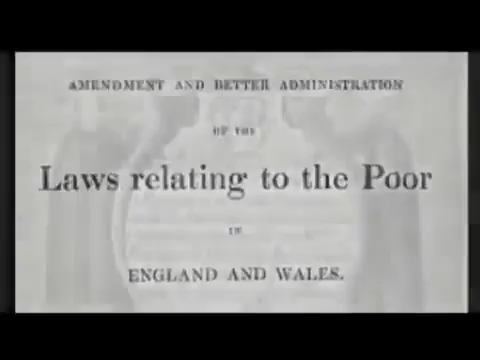 AMENDMENT AND BETTER ADMINISTRATION
OF THE
Laws relating to the Poor
IN
ENGLAND AND WALES.